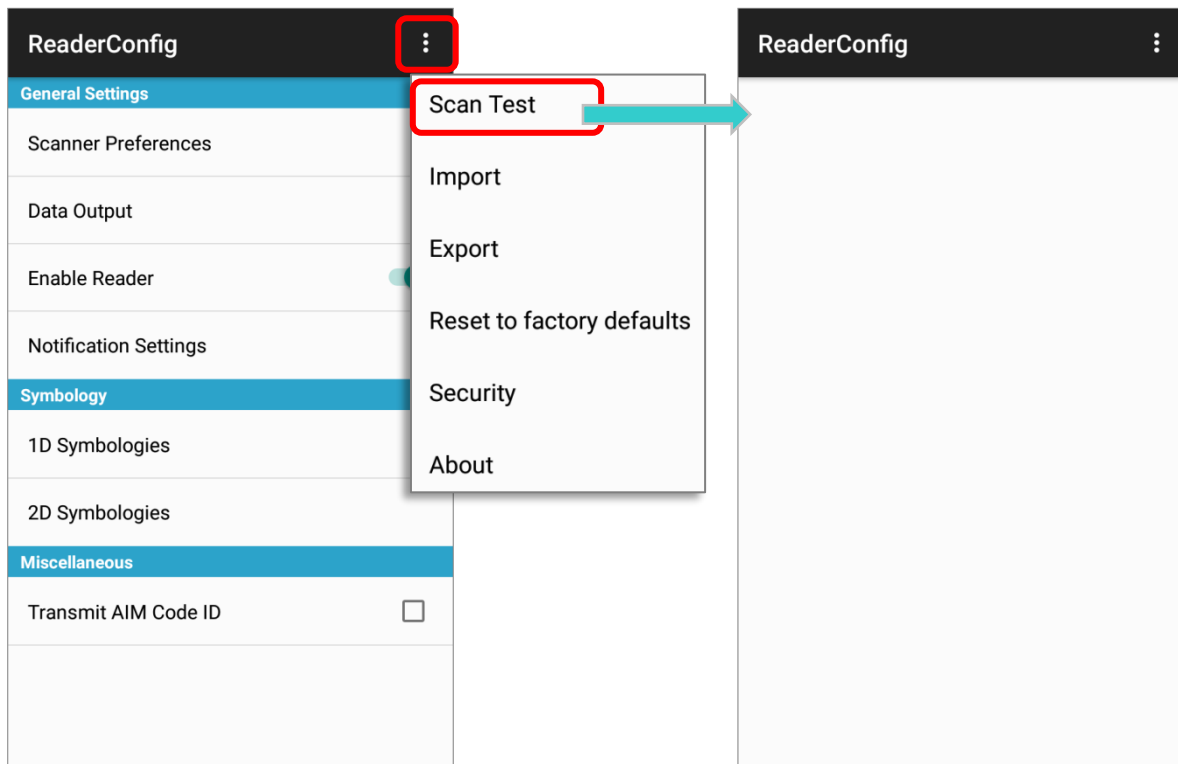 ReaderConfig
General Settings
Scanner Preferences
Data Output
Enable Reader
Notification Settings
Symbology
1D Symbologies
2D Symbologies
Miscellaneous
Transmit AIM Code ID
Scan Test
Import
Export
Reset to factory defaults
Security
About
ReaderConfig